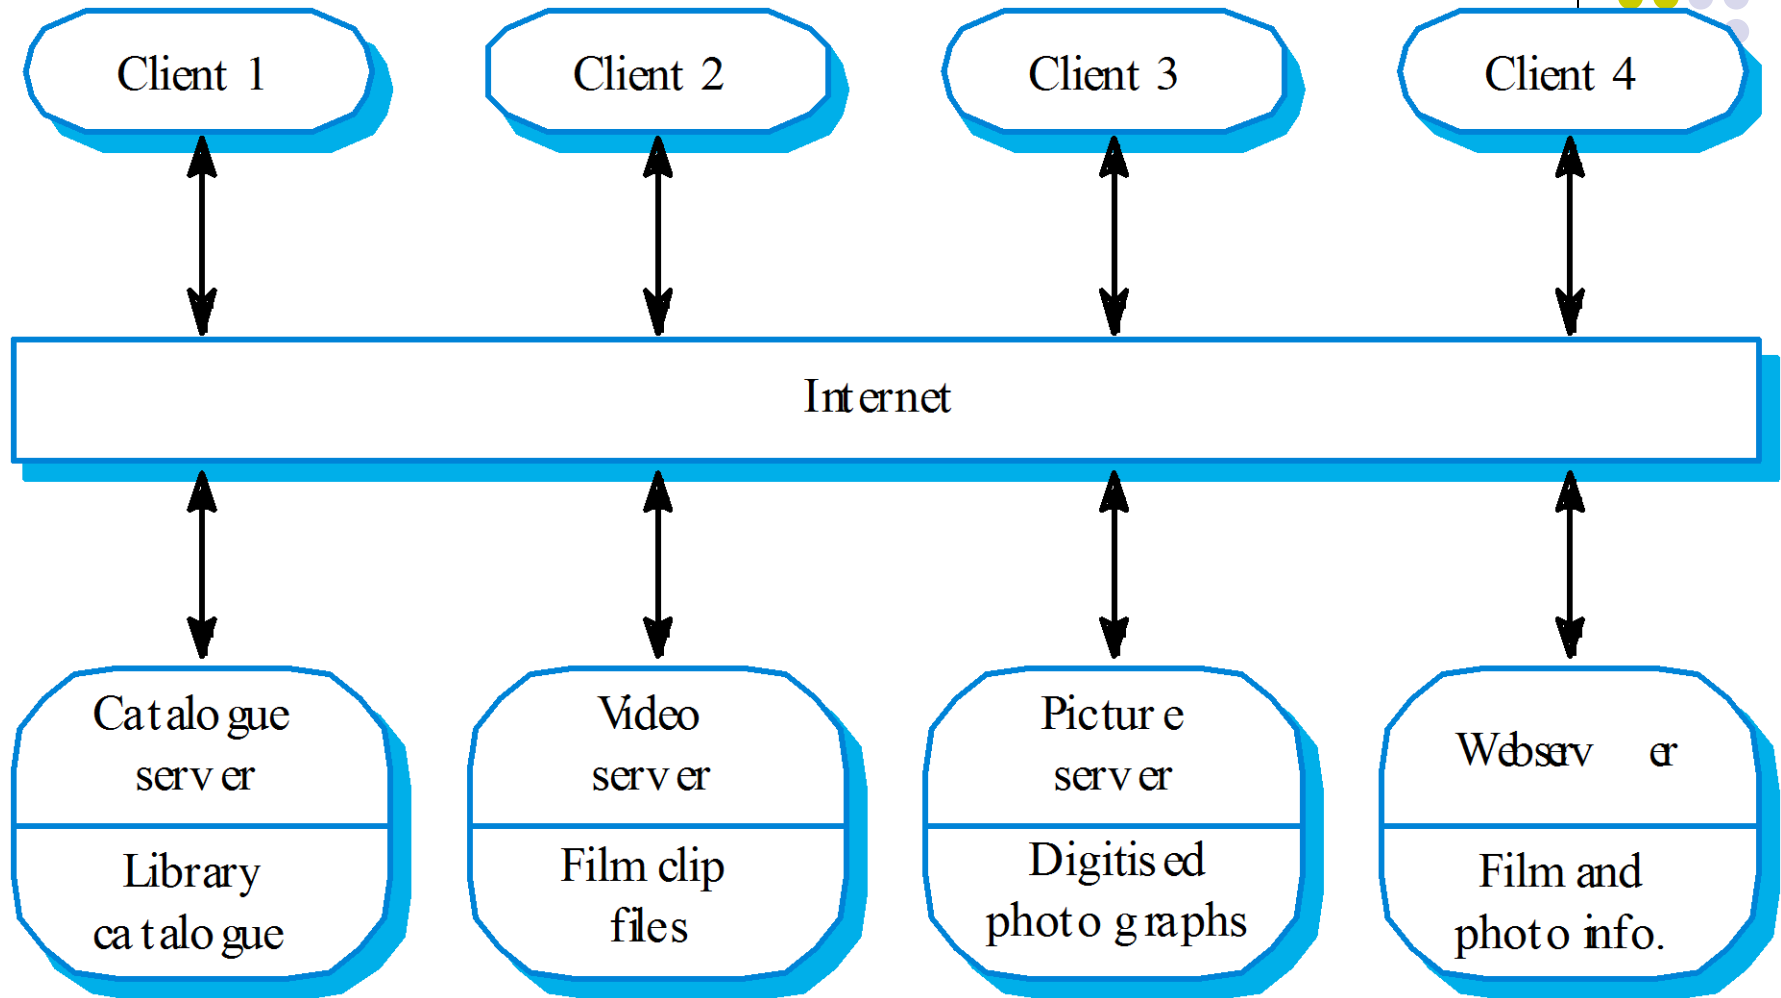 Client 1
Client 2
Client 3
Client 4
Internet
Catalogue
server
Library
catalogue
Video
server
Film clip
files
Picture
server
Digitised
photographs
Webserver
Film and
photo info.